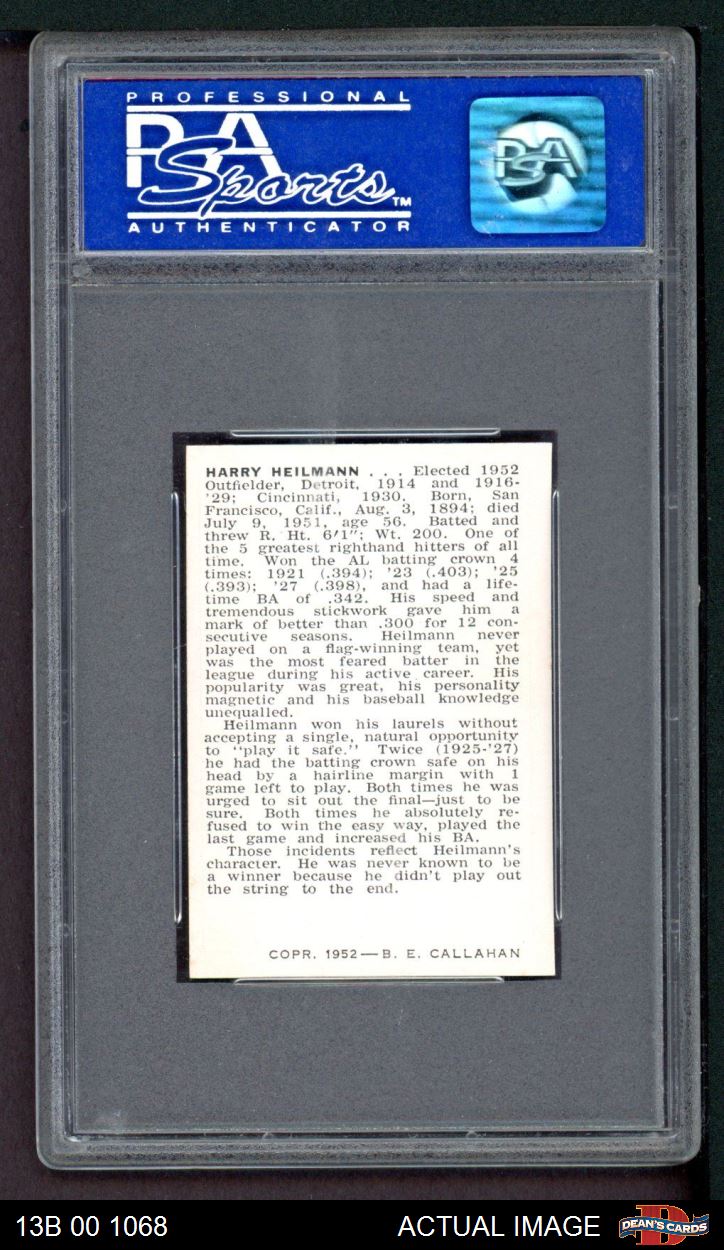 PROFESSIONAL
PSA
Sports™
AUTHENTICATOR
PSA
HARRY HEILMANN . . . Elected 1952
Outfielder, Detroit, 1914 and 1916-
'29; Cincinnati, 1930. Born, San
Francisco, Calif., Aug. 3, 1894; died
July 9, 1951, age 56. Batted and
threw R. Ht. 6'1"; Wt. 200. One of
the 5 greatest righthand hitters of all
time. Won the AL batting crown 4
times: 1921 (.394); '23 (.403); '25
(.393); '27 (.398), and had a life-
time BA of .342. His speed and
tremendous stickwork gave him a
mark of better than .300 for 12 con-
secutive seasons. Heilmann never
played on a flag-winning team, yet
was the most feared batter in the
league during his active career. His
popularity was great, his personality
magnetic and his baseball knowledge
unequalled.
Heilmann won his laurels without
accepting a single, natural opportunity
to "play it safe." Twice (1925-'27)
he had the batting crown safe on his
head by a hairline margin with 1
game left to play. Both times he was
urged to sit out the final—just to be
sure. Both times he absolutely re-
fused to win the easy way, played the
last game and increased his BA.
Those incidents reflect Heilmann's
character. He was never known to be
a winner because he didn't play out
the string to the end.
COPR. 1952—B. E. CALLAHAN
13B 00 1068
ACTUAL IMAGE
D
DEAN'S CARDS